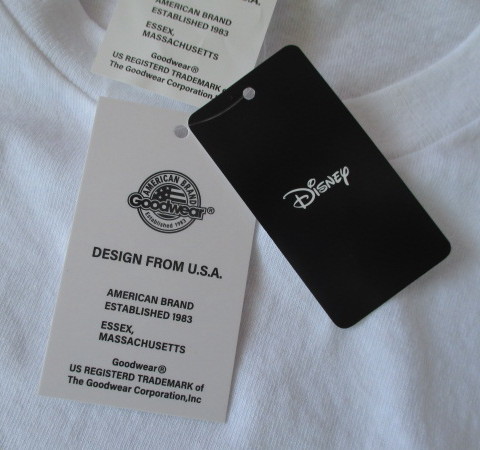 AMERICAN BRAND
ESTABLISHED 1983
ESSEX,
MASSACHUSETTS
Goodwear®
US REGISTERD TRADEMARK of
The Goodwear Corporation,Inc
Disney
AMERICAN BRAND
Goodwear®
Established 1983
DESIGN FROM U.S.A.
AMERICAN BRAND
ESTABLISHED 1983
ESSEX,
MASSACHUSETTS
Goodwear®
US REGISTERD TRADEMARK of
The Goodwear Corporation,Inc